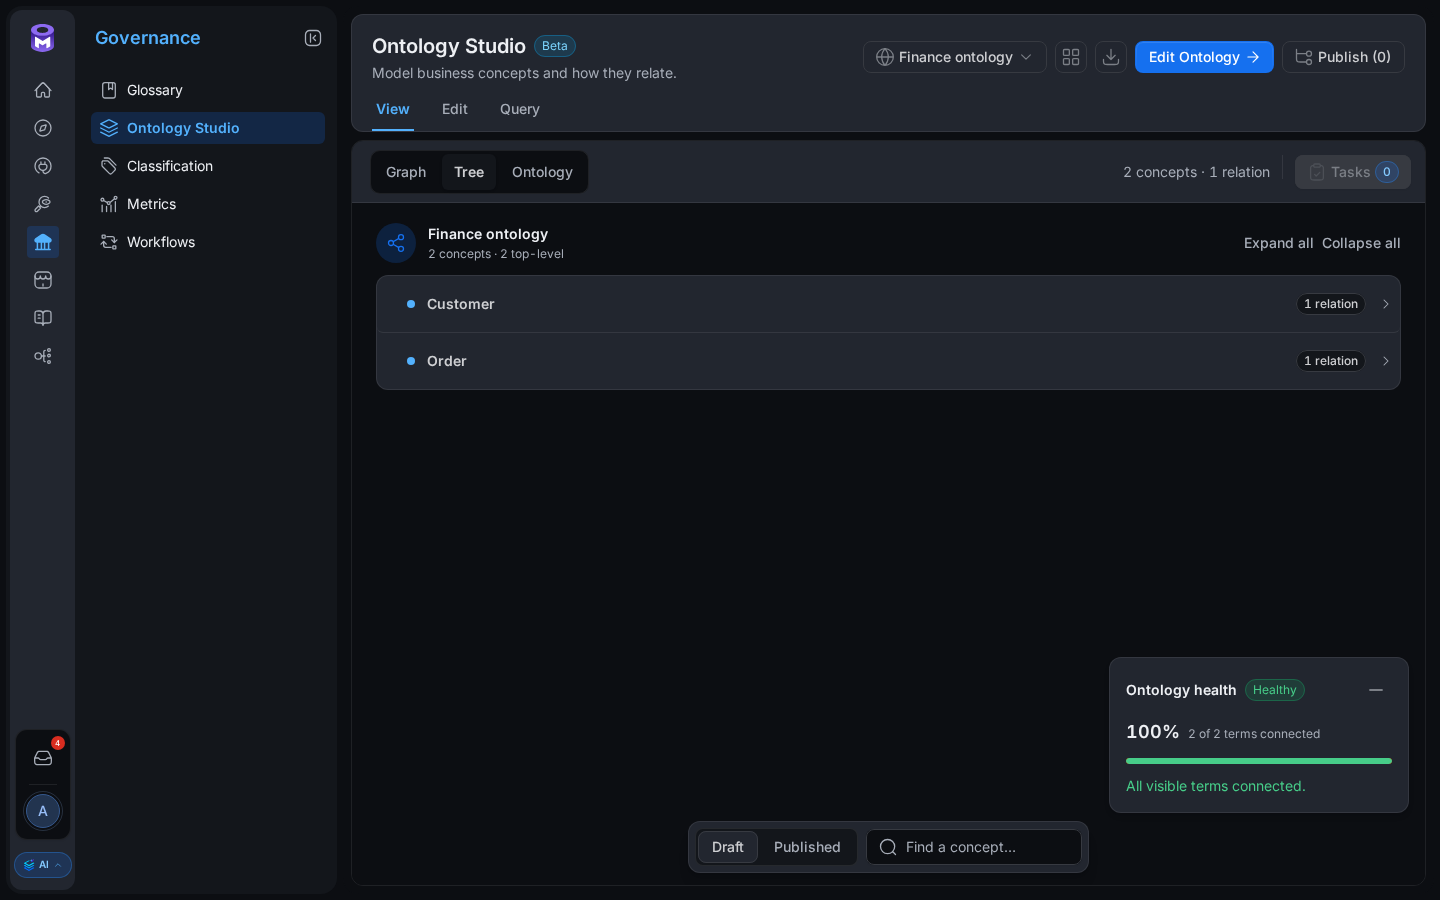 Governance
Glossary
Ontology Studio
Classification
Metrics
Workflows
4
A
AI
Ontology Studio Beta
Model business concepts and how they relate.
Finance ontology
Edit Ontology
Publish (0)
View Edit Query
Graph Tree Ontology
2 concepts · 1 relation
Tasks 0
Finance ontology
2 concepts · 2 top-level
Expand all Collapse all
Customer 1 relation
Order 1 relation
Ontology health Healthy
100% 2 of 2 terms connected
All visible terms connected.
Draft Published Find a concept...